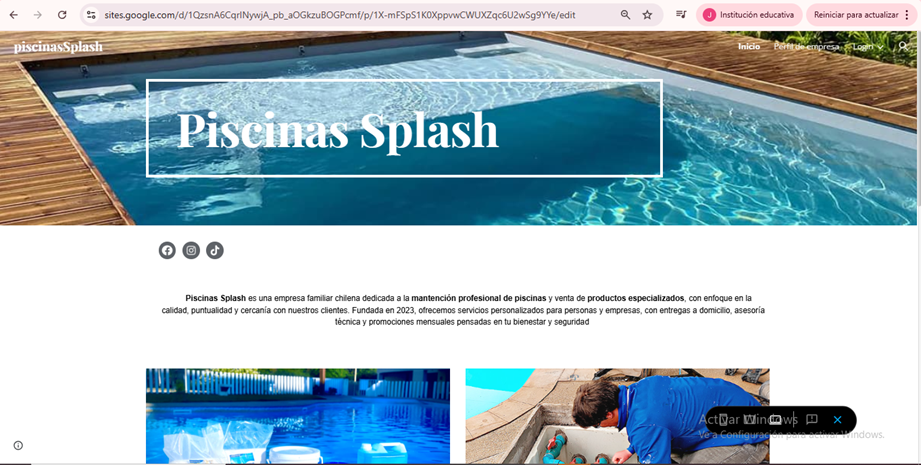 sites.google.com/d/1QzsnA6CqrlNywjA_pb_aOGkzuBOGPcmf/p/1X-mFSpS1K0XppvwCWUXZqc6U2wSg9YYe/edit
J Institución educativa
Reiniciar para actualizar
piscinasSplash
Inicio Perfil de empresa Login
Piscinas Splash
Piscinas Splash es una empresa familiar chilena dedicada a la mantención profesional de piscinas y venta de productos especializados, con enfoque en la
calidad, puntualidad y cercanía con nuestros clientes. Fundada en 2023, ofrecemos servicios personalizados para personas y empresas, con entregas a domicilio, asesoría
técnica y promociones mensuales pensadas en tu bienestar y seguridad
Activar Windows
Ve a Configuración para activar Windows.